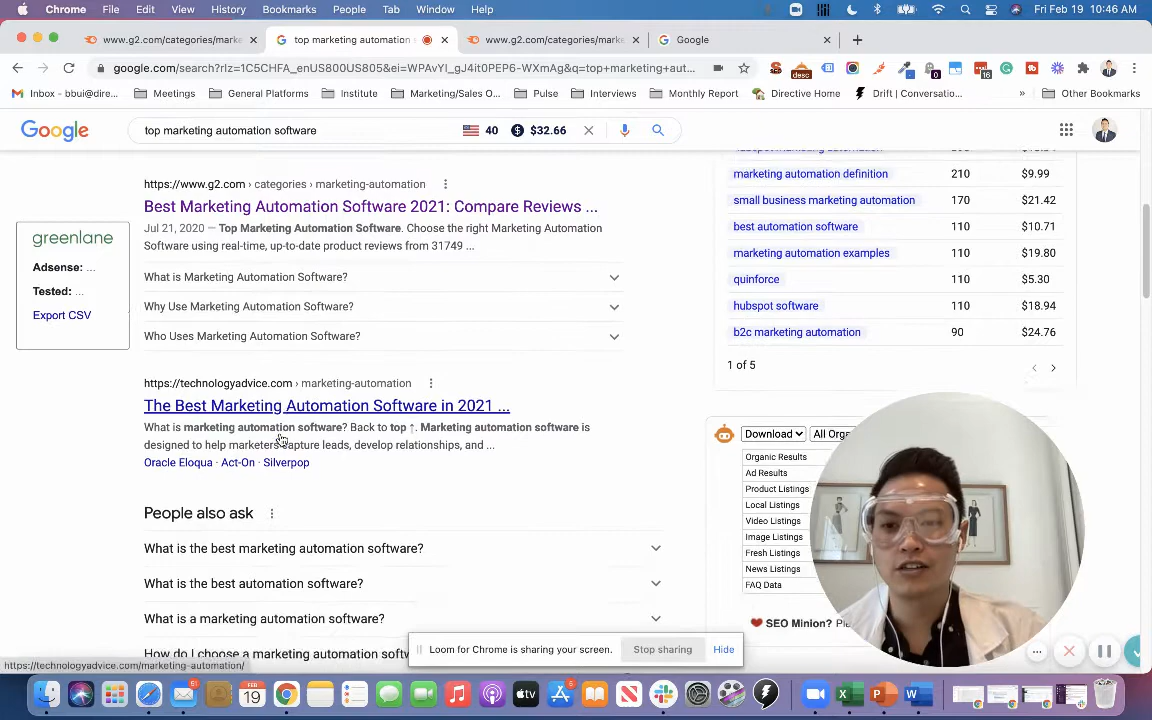 Chrome File Edit View History Bookmarks People Tab Window Help Fri Feb 19 10:46 AM
www.g2.com/categories/marke
top marketing automation
www.g2.com/categories/marke
Google
google.com/search?rlz=1C5CHFA_enUS800US805&ei=WPAvYI_gJ4it0PEP6-WXmAg&q=top+marketing+aut...
desc
0
16
Inbox – bbui@dire...
Meetings
General Platforms
Institute
Marketing/Sales O...
Pulse
Interviews
Monthly Report
Directive Home
Drift | Conversatio...
»
Other Bookmarks
Google
top marketing automation software
40 $32.66
https://www.g2.com › categories › marketing-automation
Best Marketing Automation Software 2021: Compare Reviews ...
Jul 21, 2020 — Top Marketing Automation Software. Choose the right Marketing Automation
Software using real-time, up-to-date product reviews from 31749 ...
What is Marketing Automation Software?
Why Use Marketing Automation Software?
Who Uses Marketing Automation Software?
greenlane
Adsense: ...
Tested: ...
Export CSV
https://technologyadvice.com › marketing-automation
The Best Marketing Automation Software in 2021 ...
What is marketing automation software? Back to top ↑. Marketing automation software is
designed to help marketers capture leads, develop relationships, and ...
Oracle Eloqua · Act-On · Silverpop
People also ask
What is the best marketing automation software?
What is the best automation software?
What is a marketing automation software?
How do I choose a marketing automation
marketing automation definition 210 $9.99
small business marketing automation 170 $21.42
best automation software 110 $10.71
marketing automation examples 110 $19.80
quinforce 110 $5.30
hubspot software 110 $18.94
b2c marketing automation 90 $24.76
1 of 5
Download
All
Organic Results
Ad Results
Product Listings
Local Listings
Video Listings
Image Listings
Fresh Listings
News Listings
FAQ Data
SEO Minion?
Loom for Chrome is sharing your screen.
Stop sharing
Hide
https://technologyadvice.com/marketing-automation/
FEB
19
tv